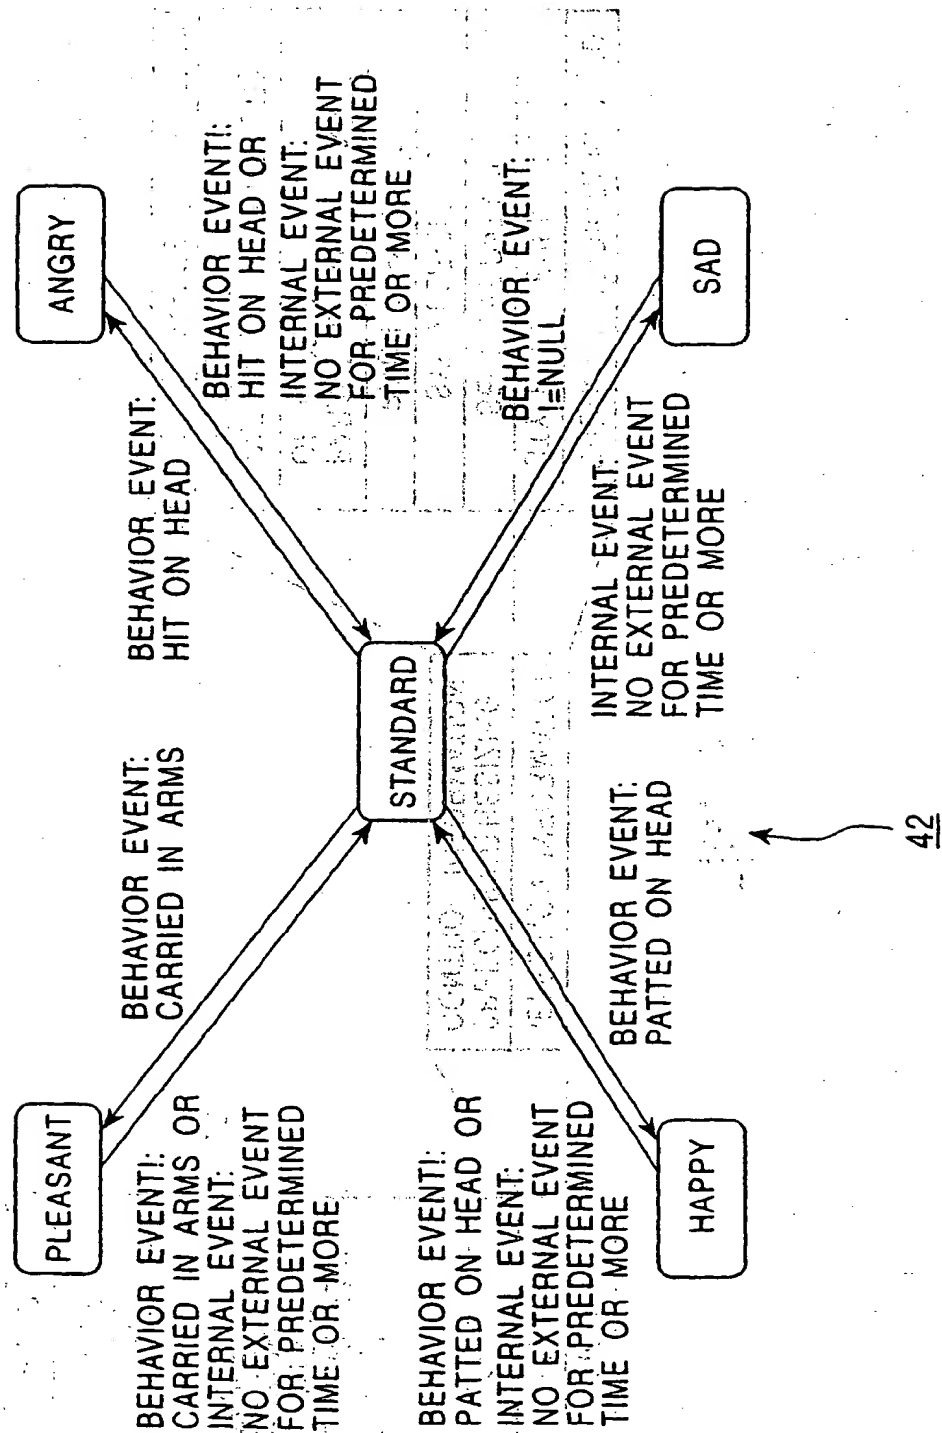 PLEASANT
ANGRY
BEHAVIOR EVENT:
CARRIED IN ARMS
BEHAVIOR EVENT:
HIT ON HEAD
BEHAVIOR EVENT!:
CARRIED IN ARMS OR
INTERNAL EVENT:
NO EXTERNAL EVENT
FOR PREDETERMINED
TIME OR MORE
BEHAVIOR EVENT!:
HIT ON HEAD OR
INTERNAL EVENT:
NO EXTERNAL EVENT
FOR PREDETERMINED
TIME OR MORE
STANDARD
BEHAVIOR EVENT!:
PATTED ON HEAD OR
INTERNAL EVENT:
NO EXTERNAL EVENT
FOR PREDETERMINED
TIME OR MORE
BEHAVIOR EVENT:
!=NULL
BEHAVIOR EVENT:
PATTED ON HEAD
INTERNAL EVENT:
NO EXTERNAL EVENT
FOR PREDETERMINED
TIME OR MORE
HAPPY
SAD
42